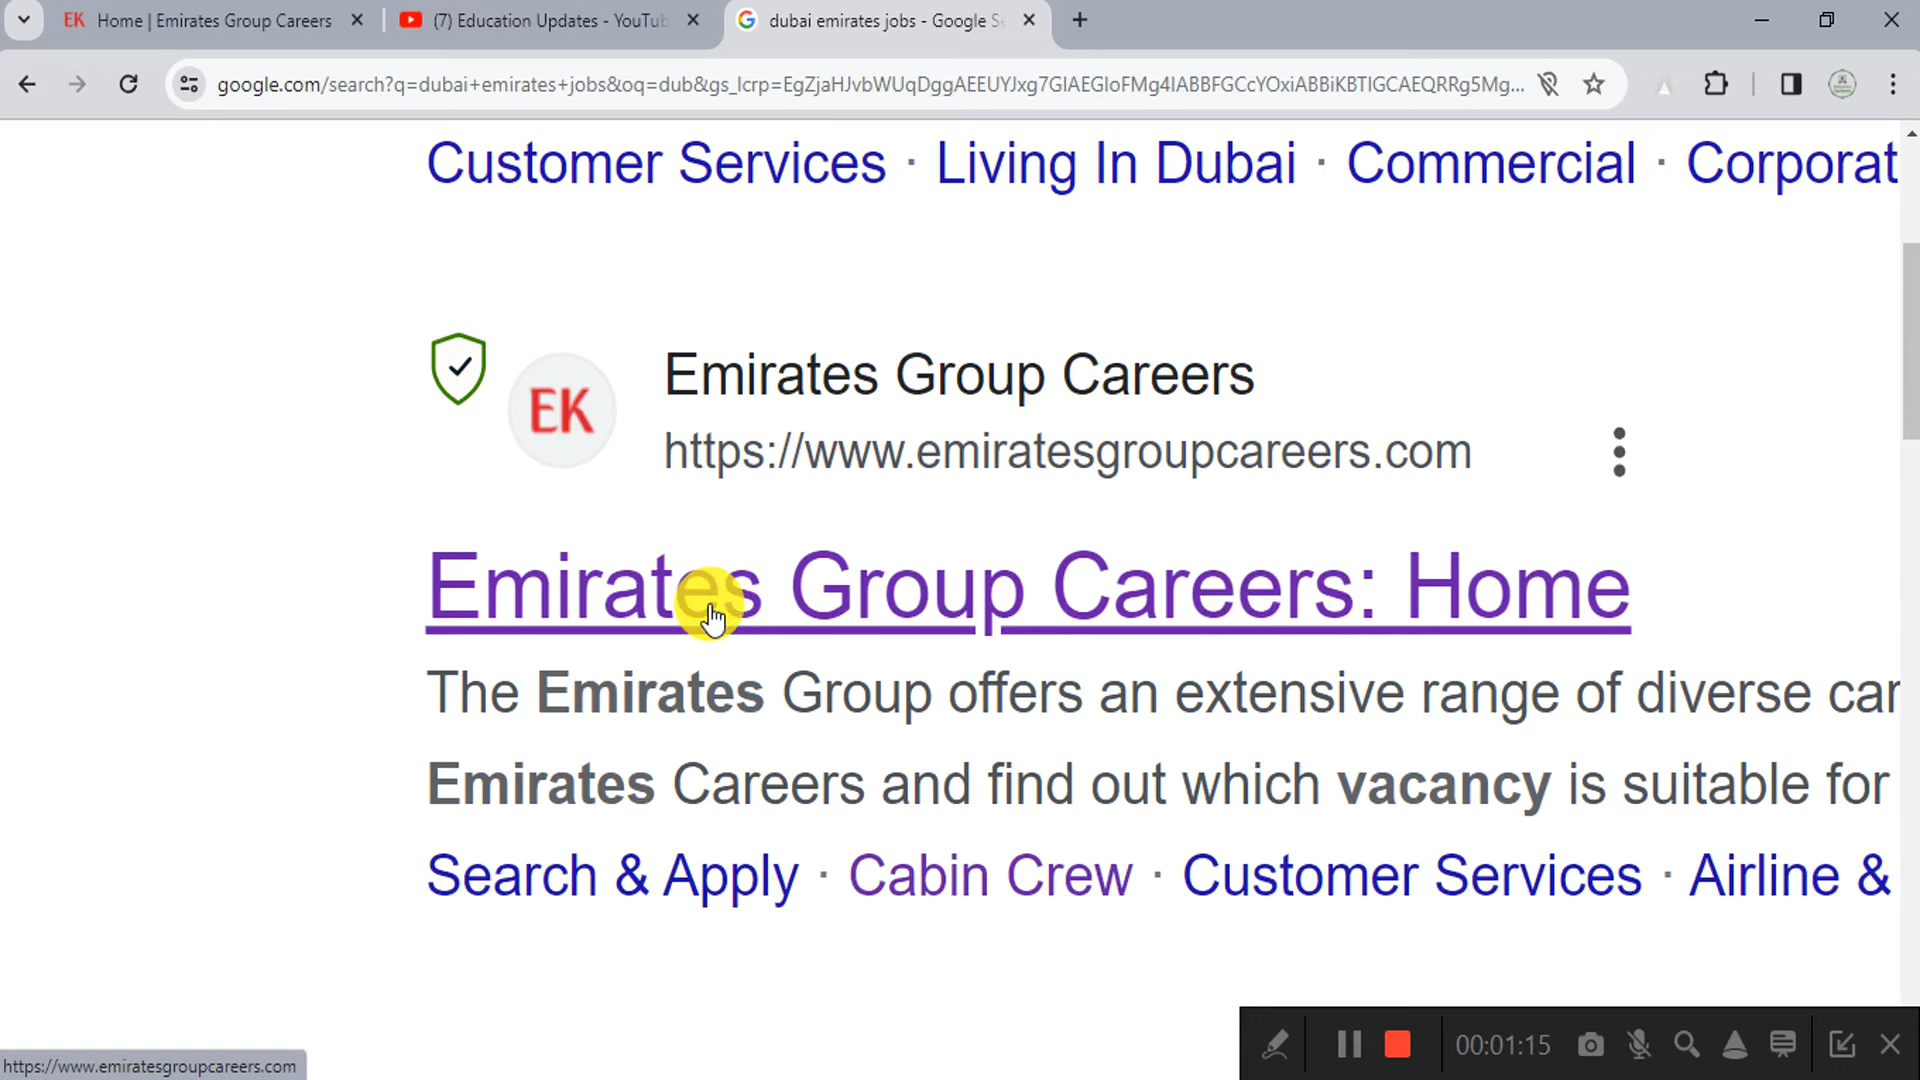 EK Home | Emirates Group Careers
(7) Education Updates - YouTub
dubai emirates jobs - Google Se
google.com/search?q=dubai+emirates+jobs&oq=dub&gs_lcrp=EgZjaHJvbWUqDggAEEUYJxg7GIAEGIoFMg4IABBFGCcYOxiABBiKBTIGCAEQRRg5Mg...
Customer Services · Living In Dubai · Commercial · Corporat
EK
Emirates Group Careers
https://www.emiratesgroupcareers.com
Emirates Group Careers: Home
The Emirates Group offers an extensive range of diverse car
Emirates Careers and find out which vacancy is suitable for
Search & Apply · Cabin Crew · Customer Services · Airline &
00:01:15
https://www.emiratesgroupcareers.com